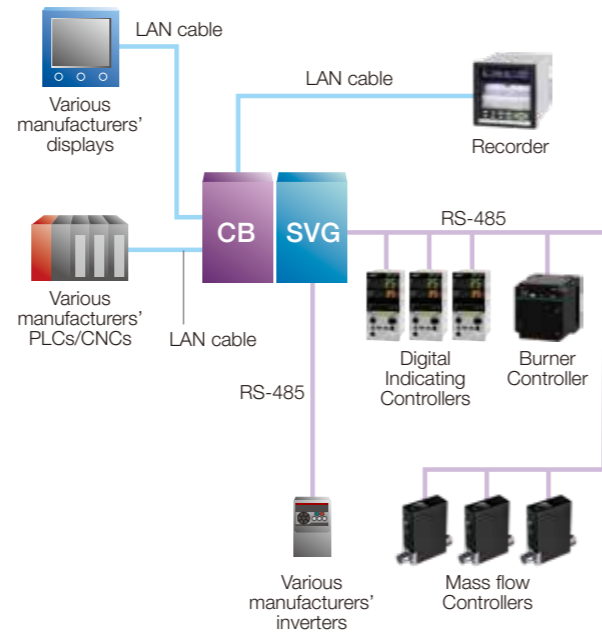 LAN cable
Various
manufacturers'
displays
LAN cable
Recorder
CB
SVG
RS-485
Various
manufacturers'
PLCs/CNCs
LAN cable
Digital
Indicating
Controllers
Burner
Controller
RS-485
Various
manufacturers'
inverters
Mass flow
Controllers